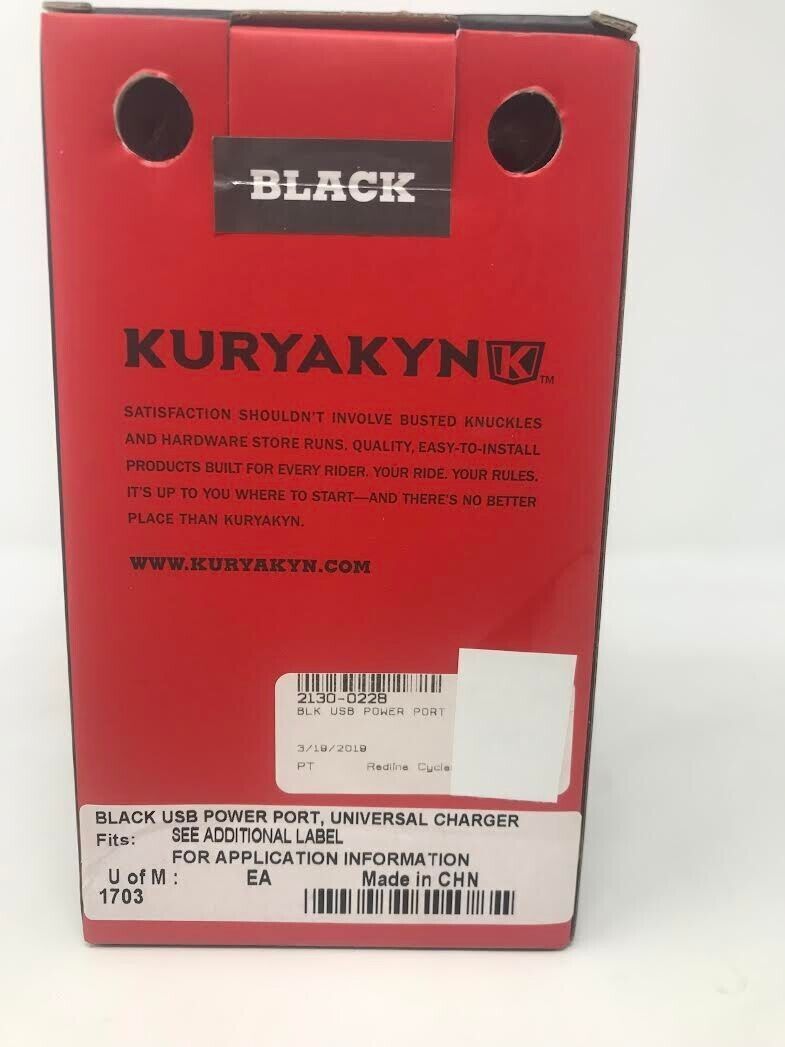 BLACK
KURYAKYN K TM
SATISFACTION SHOULDN'T INVOLVE BUSTED KNUCKLES
AND HARDWARE STORE RUNS. QUALITY, EASY-TO-INSTALL
PRODUCTS BUILT FOR EVERY RIDER. YOUR RIDE. YOUR RULES.
IT'S UP TO YOU WHERE TO START—AND THERE'S NO BETTER
PLACE THAN KURYAKYN.
WWW.KURYAKYN.COM
2130-0228
BLK USB POWER PORT
3/19/2019
PT Redline
BLACK USB POWER PORT, UNIVERSAL CHARGER
Fits: SEE ADDITIONAL LABEL
FOR APPLICATION INFORMATION
U of M : EA Made in CHN
1703